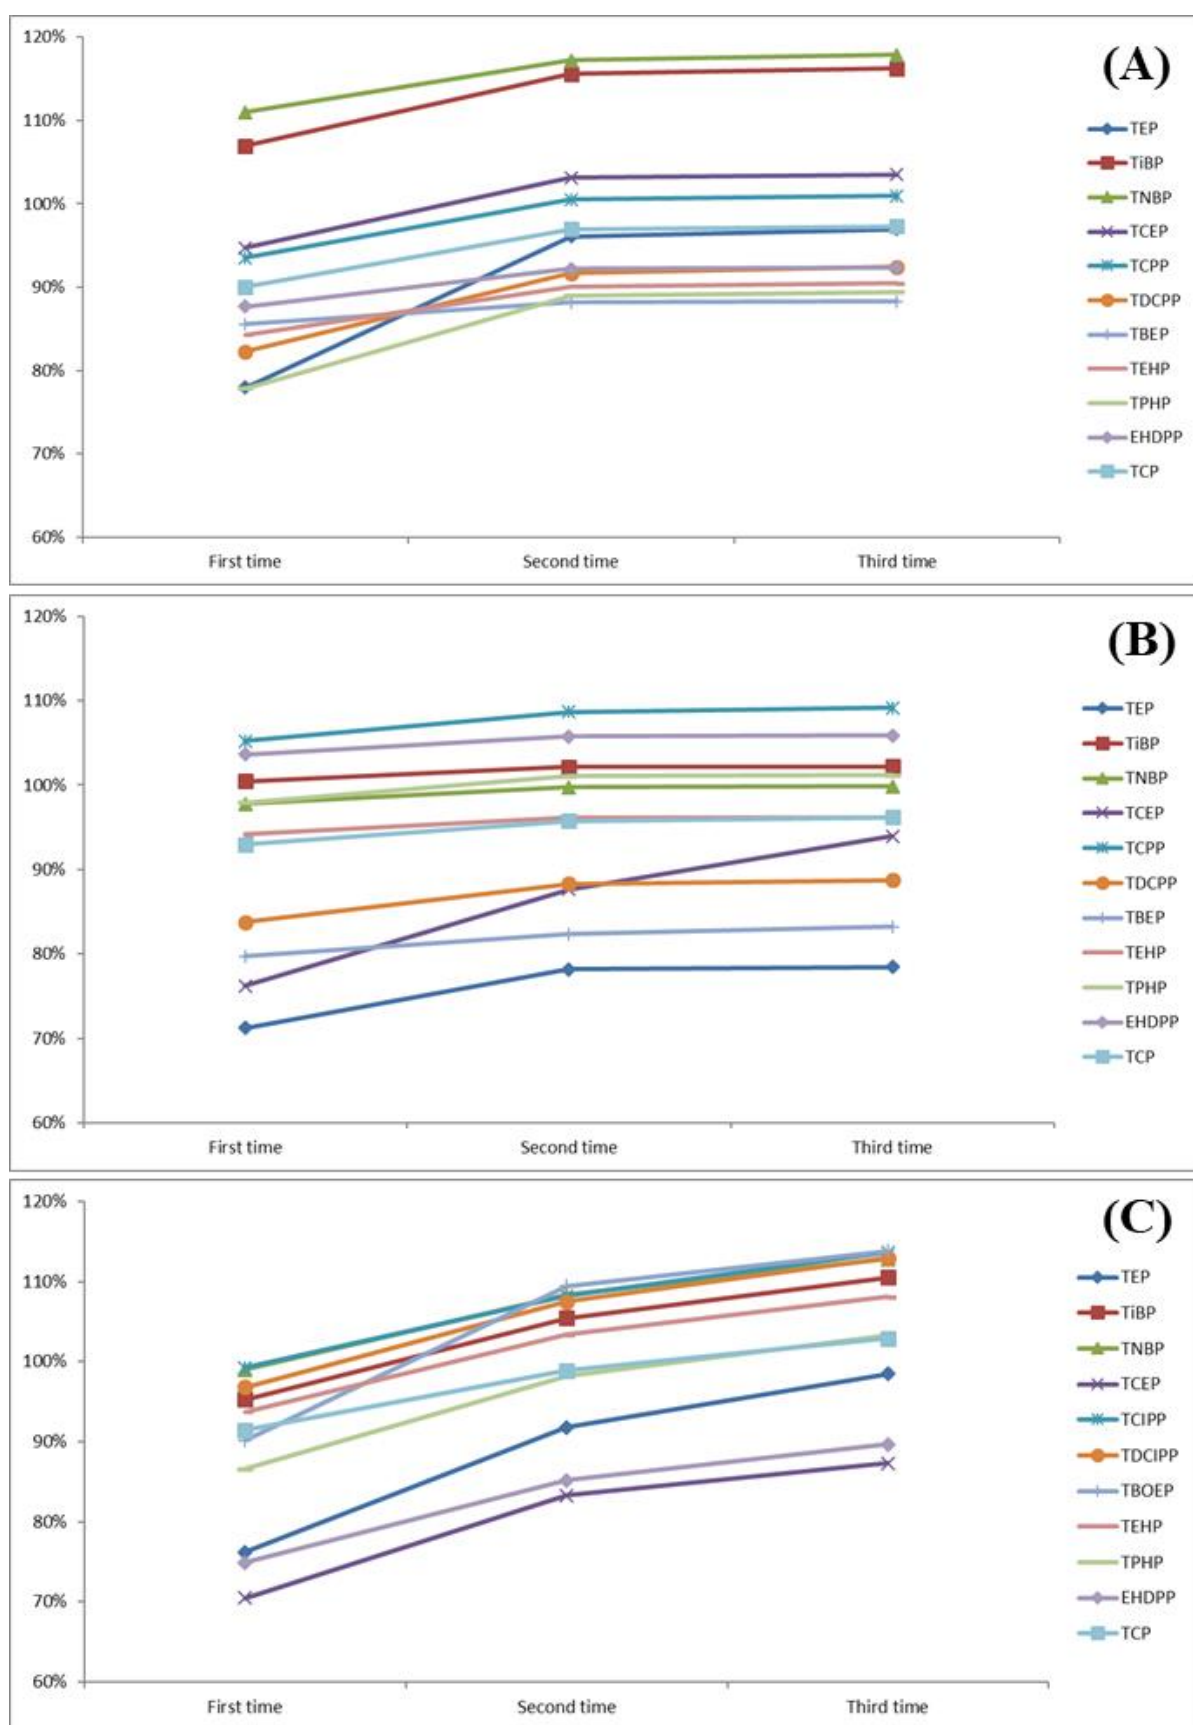 (A)
120%
110%
100%
90%
80%
70%
60%
First time Second time Third time
TEP
TiBP
TNBP
TCEP
TCPP
TDCPP
TBEP
TEHP
TPHP
EHDPP
TCP
(B)
120%
110%
100%
90%
80%
70%
60%
First time Second time Third time
TEP
TiBP
TNBP
TCEP
TCPP
TDCPP
TBEP
TEHP
TPHP
EHDPP
TCP
(C)
120%
110%
100%
90%
80%
70%
60%
First time Second time Third time
TEP
TiBP
TNBP
TCEP
TCIPP
TDCIPP
TBOEP
TEHP
TPHP
EHDPP
TCP